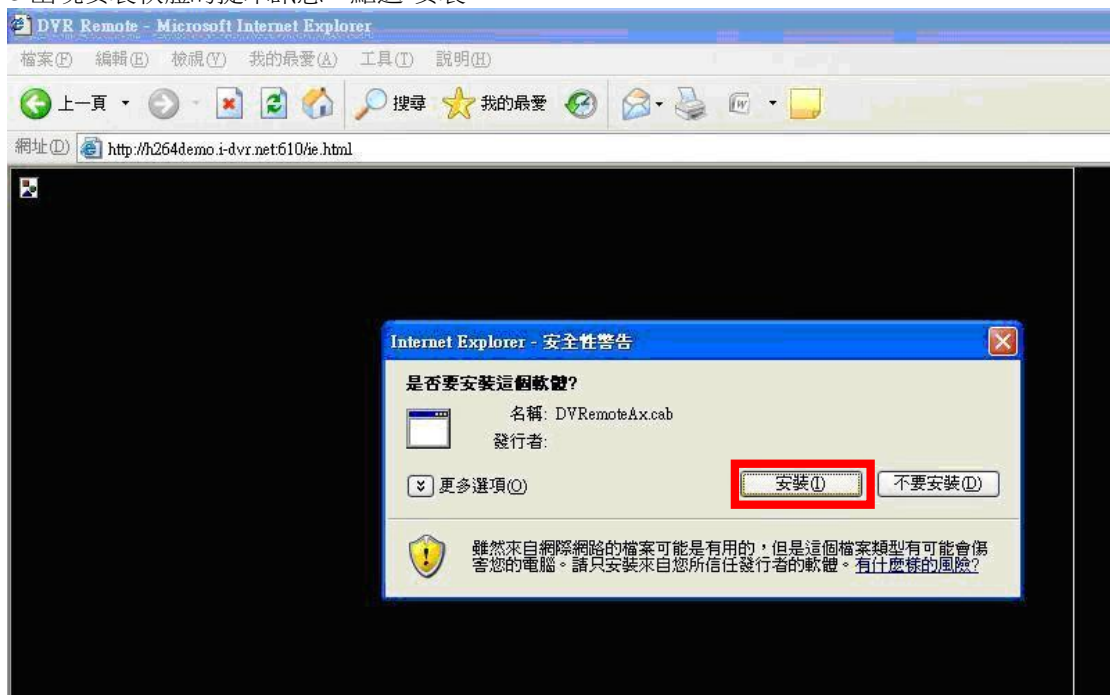 DVR Remote - Microsoft Internet Explorer
檔案(F) 編輯(E) 檢視(V) 我的最愛(A) 工具(T) 說明(H)
上一頁 搜尋 我的最愛
網址(D) http://h264demo.i-dvr.net:610/ie.html
Internet Explorer - 安全性警告
是否要安裝這個軟體?
名稱: DVRemoteAx.cab
發行者:
更多選項(O) 安裝(I) 不要安裝(D)
雖然來自網際網路的檔案可能是有用的，但是這個檔案類型有可能會傷
害您的電腦。請只安裝來自您所信任發行者的軟體。有什麼樣的風險?